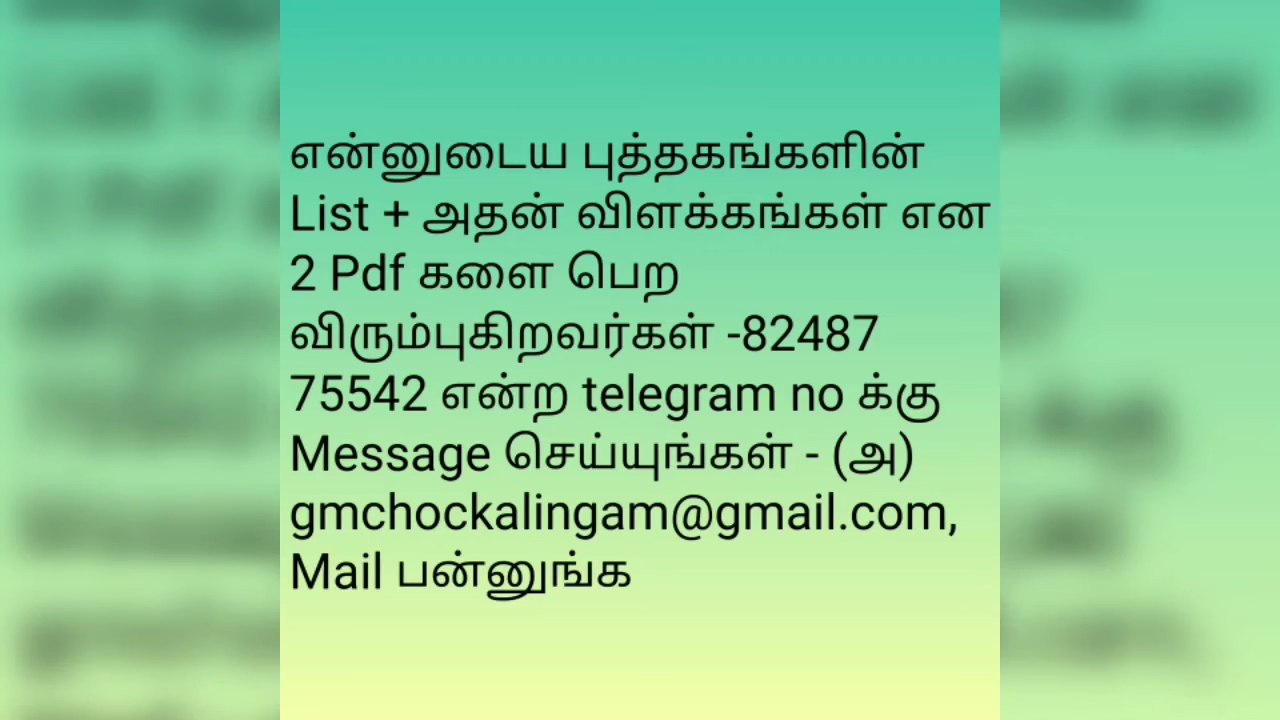 என்னுடைய புத்தகங்களின்
List + அதன் விளக்கங்கள் என
2 Pdf களை பெற
விரும்புகிறவர்கள் -82487
75542 என்ற telegram no க்கு
Message செய்யுங்கள் - (அ)
gmchockalingam@gmail.com,
Mail பன்னுங்க